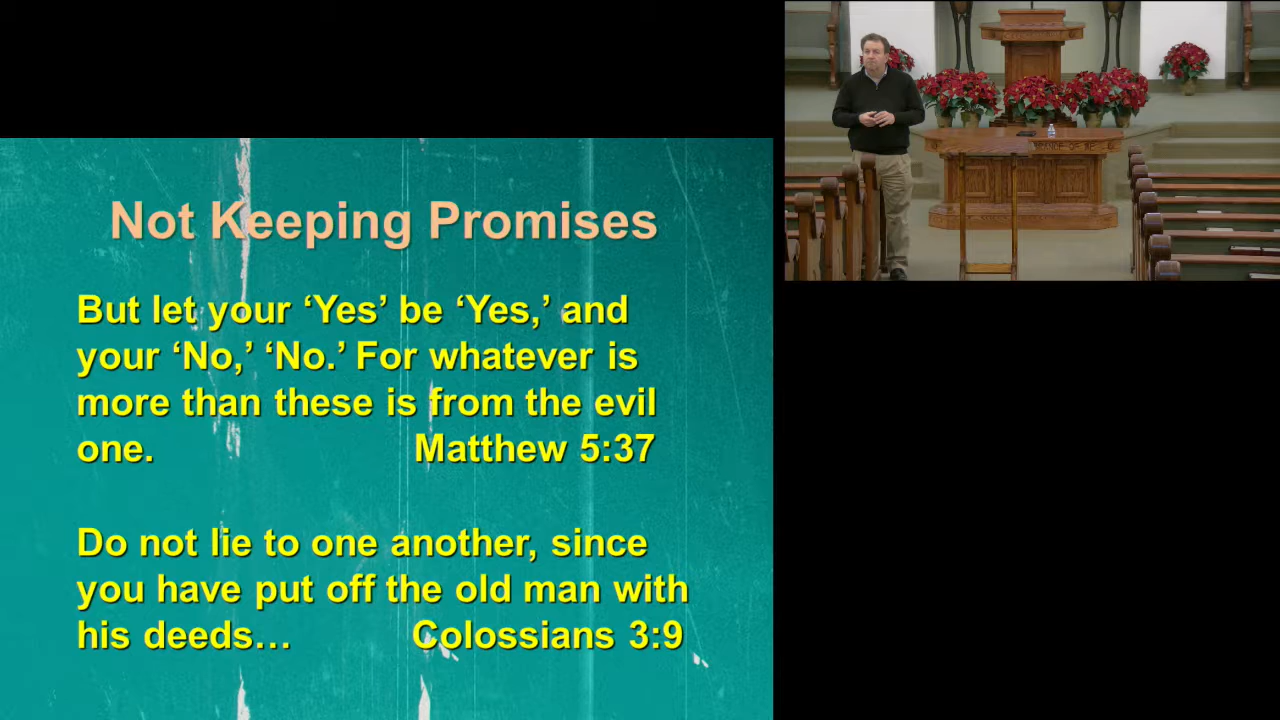 Not Keeping Promises
But let your ‘Yes’ be ‘Yes,’ and
your ‘No,’ ‘No.’ For whatever is
more than these is from the evil
one. Matthew 5:37
Do not lie to one another, since
you have put off the old man with
his deeds… Colossians 3:9